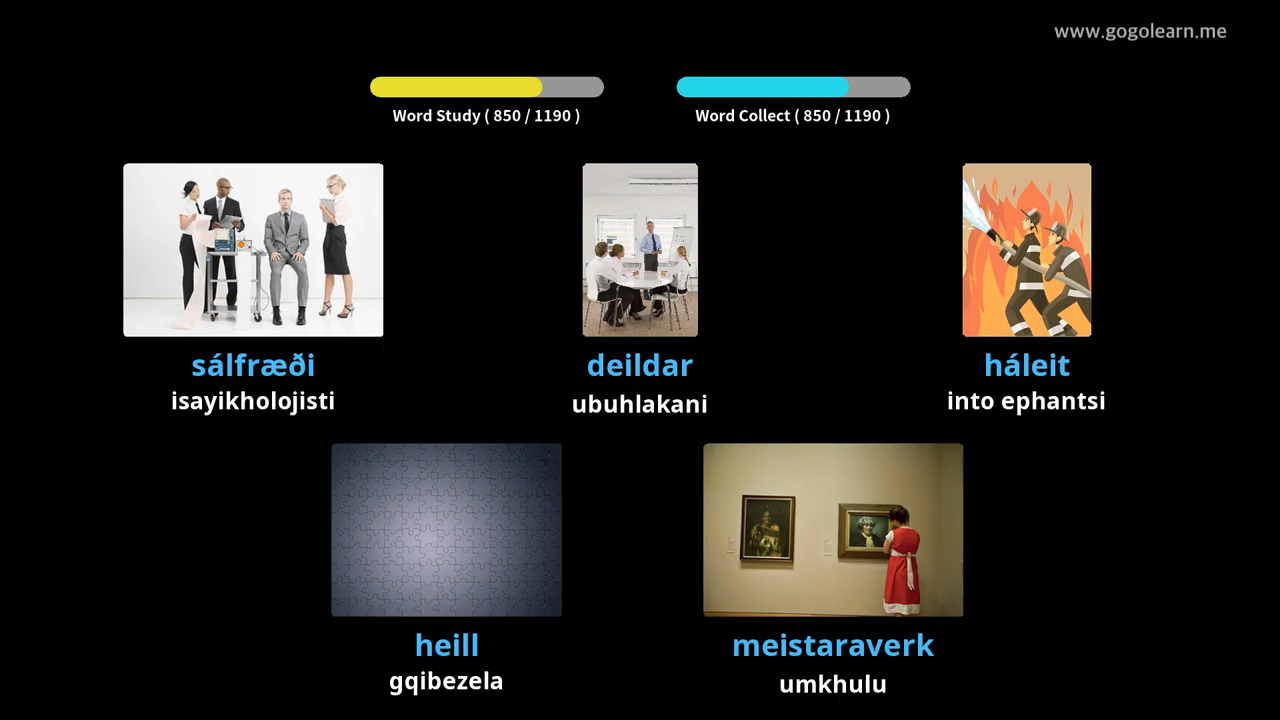 www.gogolearn.me
Word Study ( 850 / 1190 )
Word Collect ( 850 / 1190 )
sálfræði
isayikholojisti
deildar
ubuhlakani
háleit
into ephantsi
heill
gqibezela
meistaraverk
umkhulu